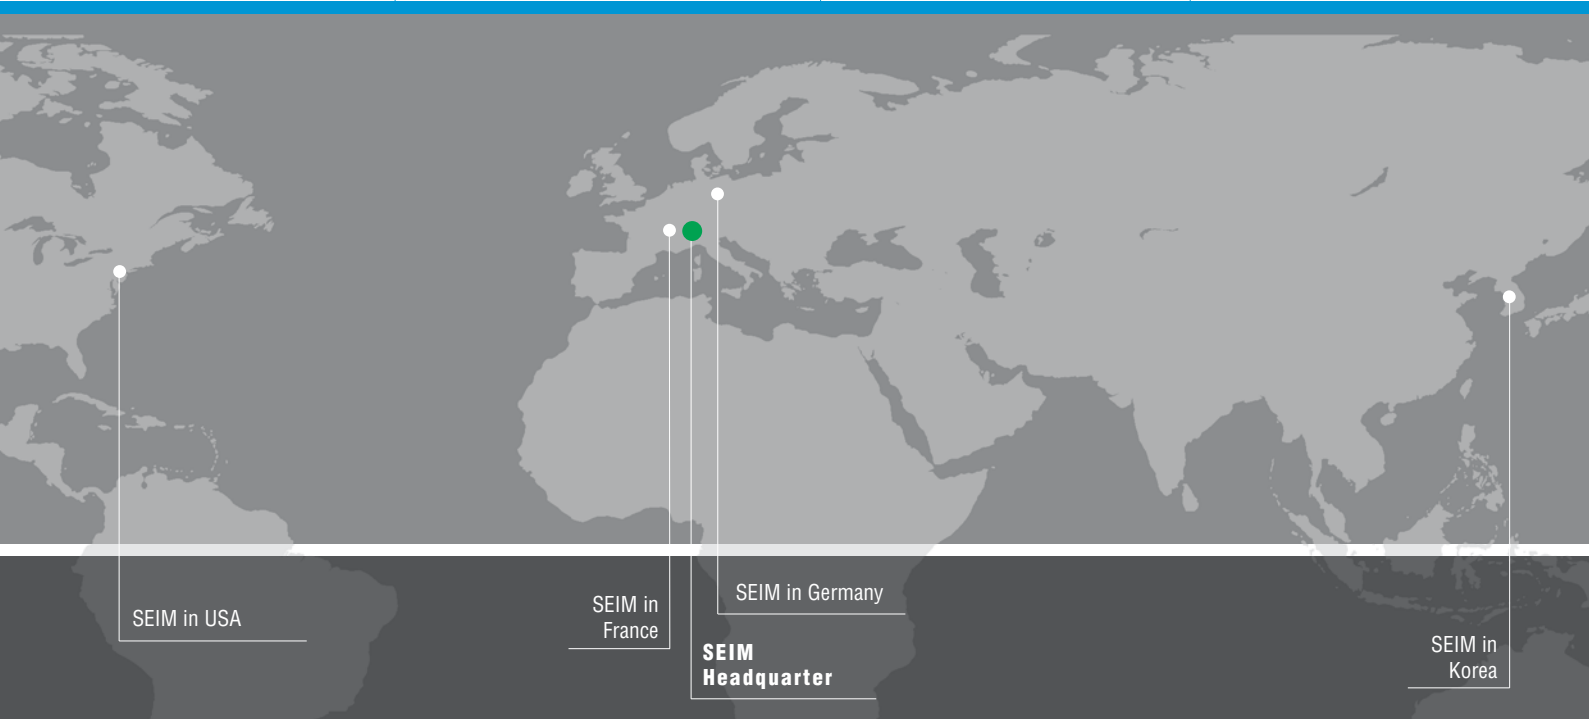 SEIM in USA
SEIM in
France
SEIM in Germany
SEIM
Headquarter
SEIM in
Korea